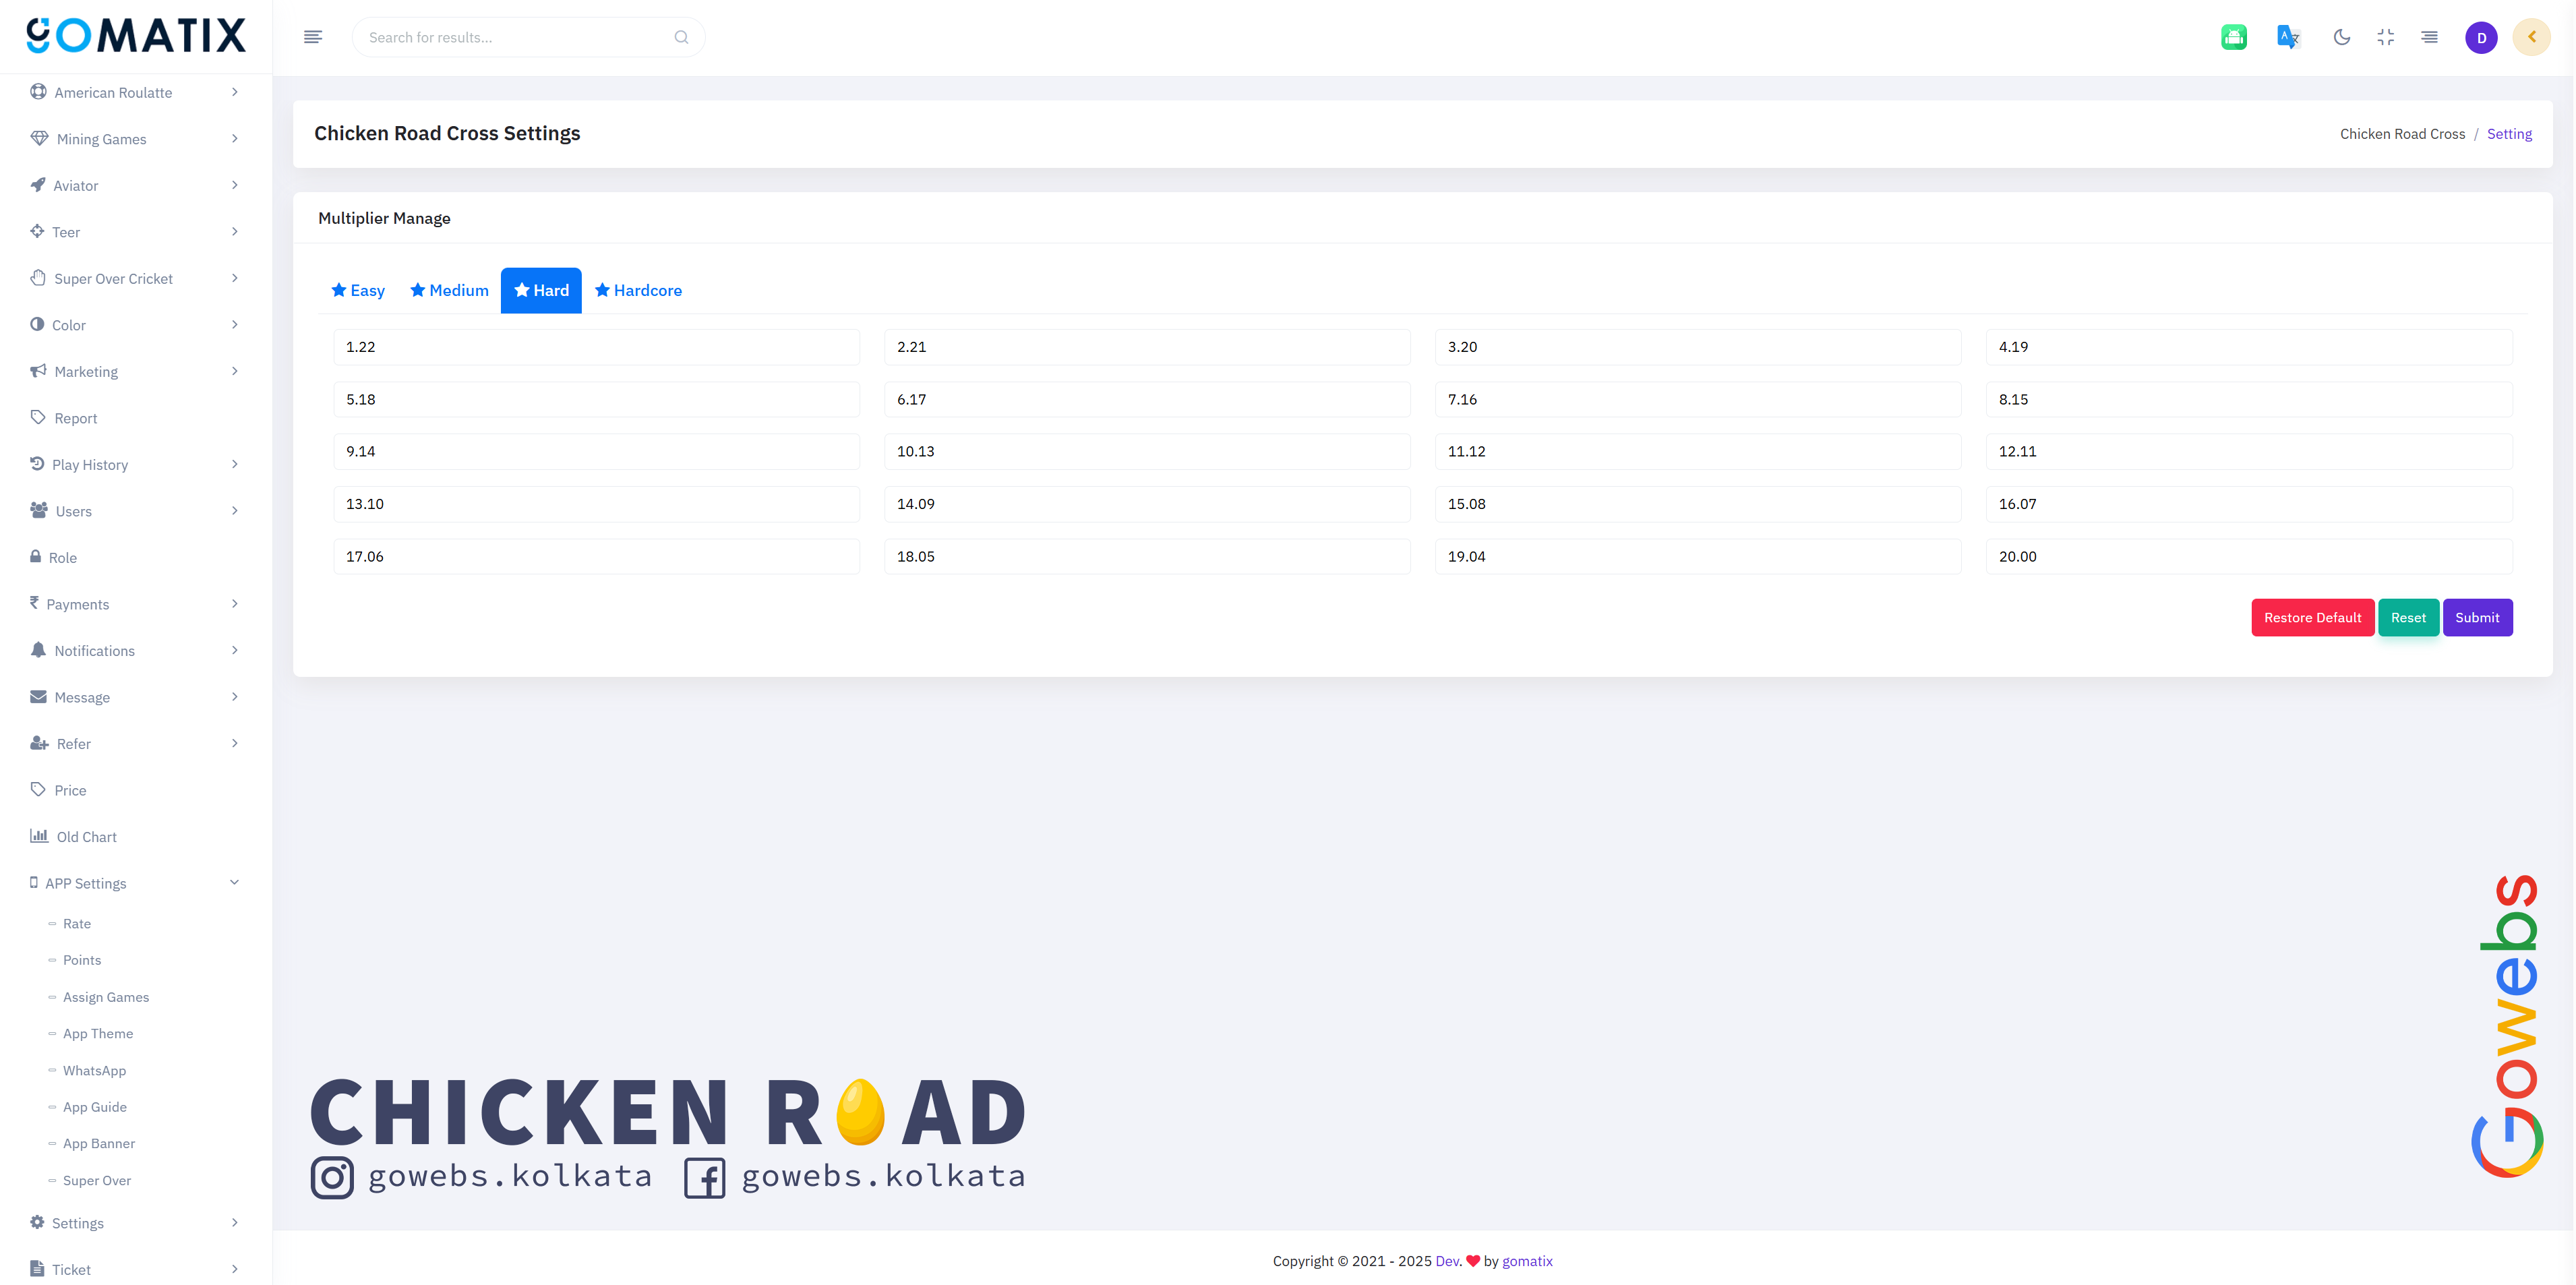 GOMATIX
Search for results...
D
American Roulatte
Mining Games
Aviator
Teer
Super Over Cricket
Color
Marketing
Report
Play History
Users
Role
Payments
Notifications
Message
Refer
Price
Old Chart
APP Settings
Rate
Points
Assign Games
App Theme
WhatsApp
App Guide
App Banner
Super Over
Settings
Ticket
Chicken Road Cross Settings
Chicken Road Cross / Setting
Multiplier Manage
Easy Medium Hard Hardcore
1.22 2.21 3.20 4.19
5.18 6.17 7.16 8.15
9.14 10.13 11.12 12.11
13.10 14.09 15.08 16.07
17.06 18.05 19.04 20.00
Restore Default Reset Submit
Gowebs
CHICKEN ROAD
gowebs.kolkata gowebs.kolkata
Copyright © 2021 - 2025 Dev. ❤ by gomatix